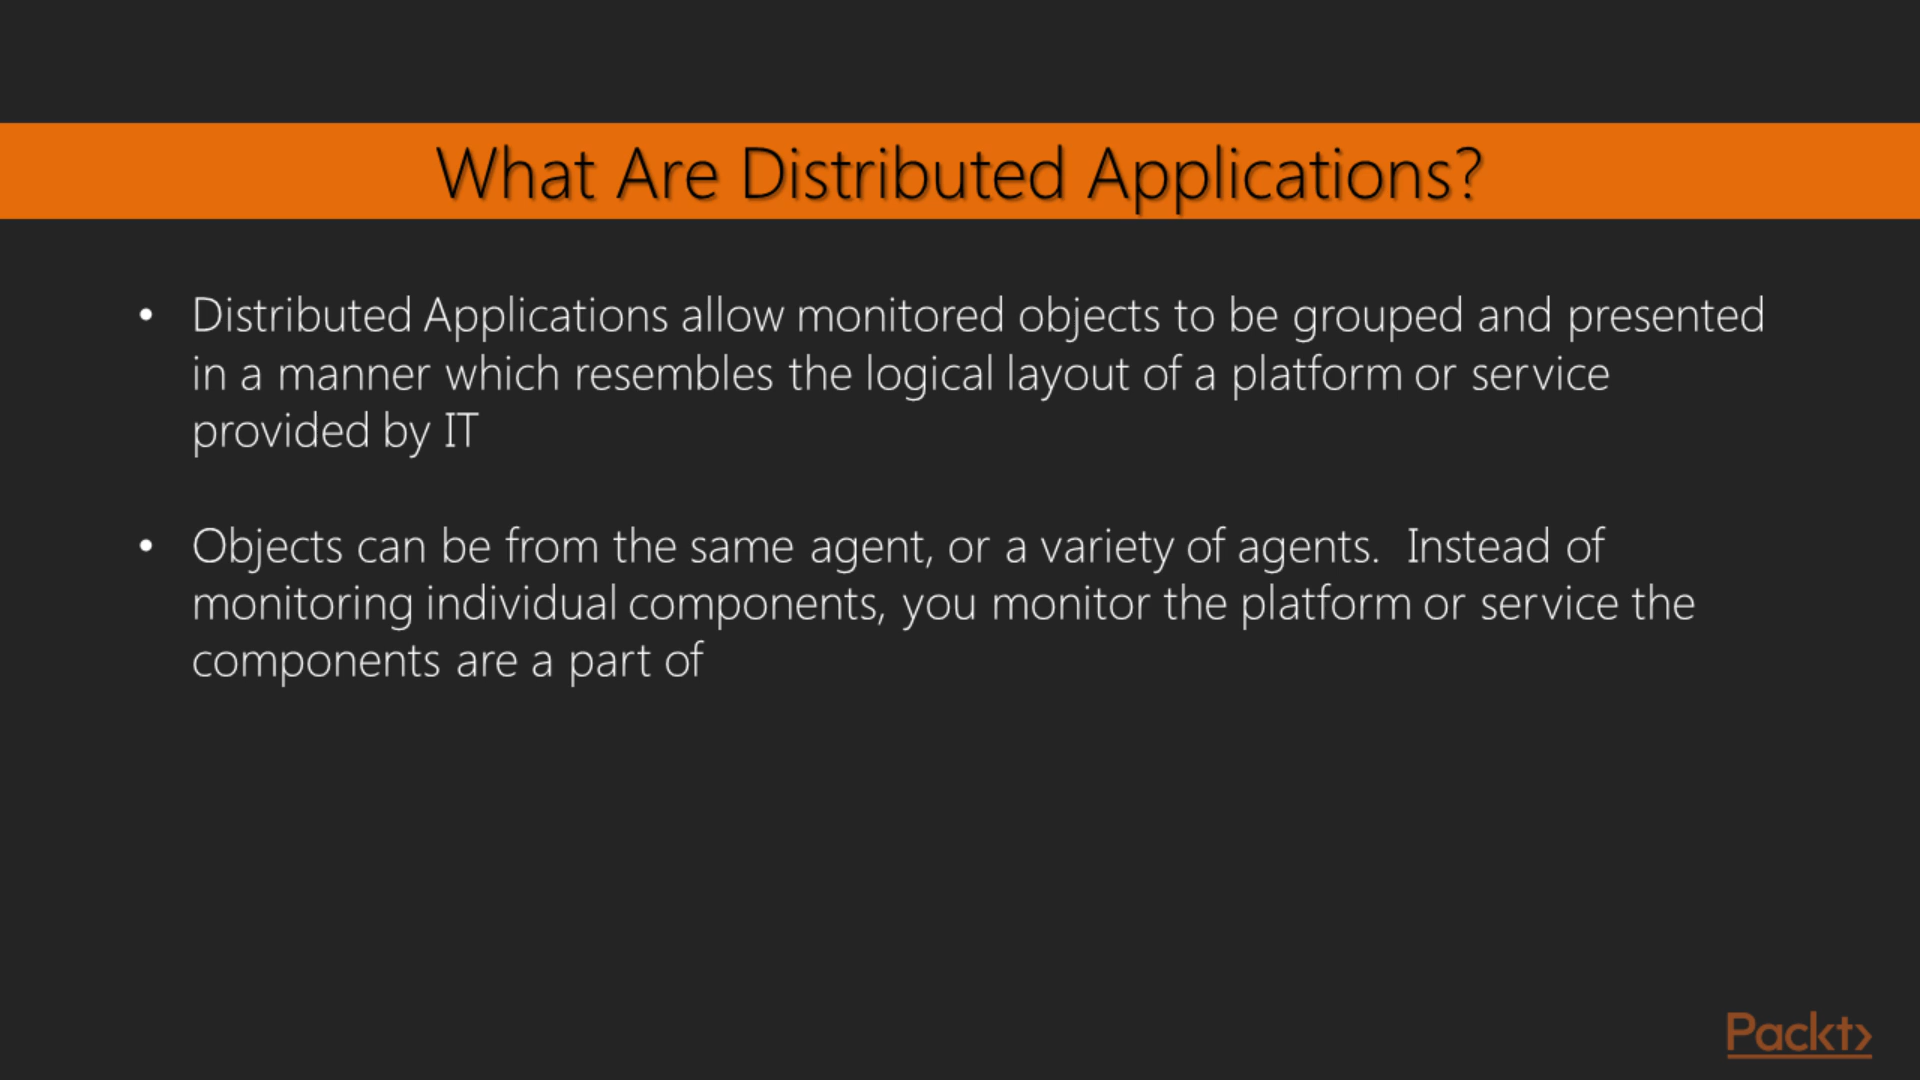 What Are Distributed Applications?
• Distributed Applications allow monitored objects to be grouped and presented
in a manner which resembles the logical layout of a platform or service
provided by IT
• Objects can be from the same agent, or a variety of agents.  Instead of
monitoring individual components, you monitor the platform or service the
components are a part of
Packt>